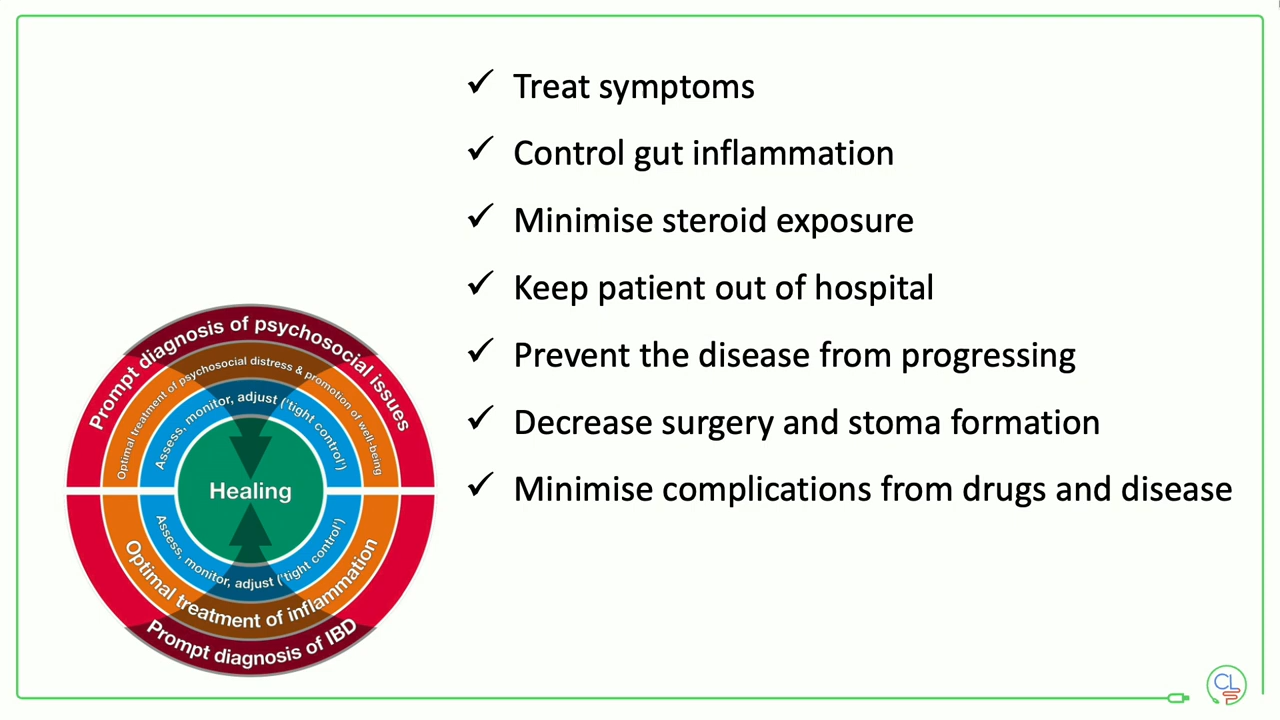 ✓ Treat symptoms
✓ Control gut inflammation
✓ Minimise steroid exposure
✓ Keep patient out of hospital
✓ Prevent the disease from progressing
✓ Decrease surgery and stoma formation
✓ Minimise complications from drugs and disease
Prompt diagnosis of psychosocial issues
Optimal treatment of psychosocial distress & promotion of well-being
Assess, monitor, adjust ('tight control')
Healing
Assess, monitor, adjust ('tight control')
Optimal treatment of inflammation
Prompt diagnosis of IBD
CL